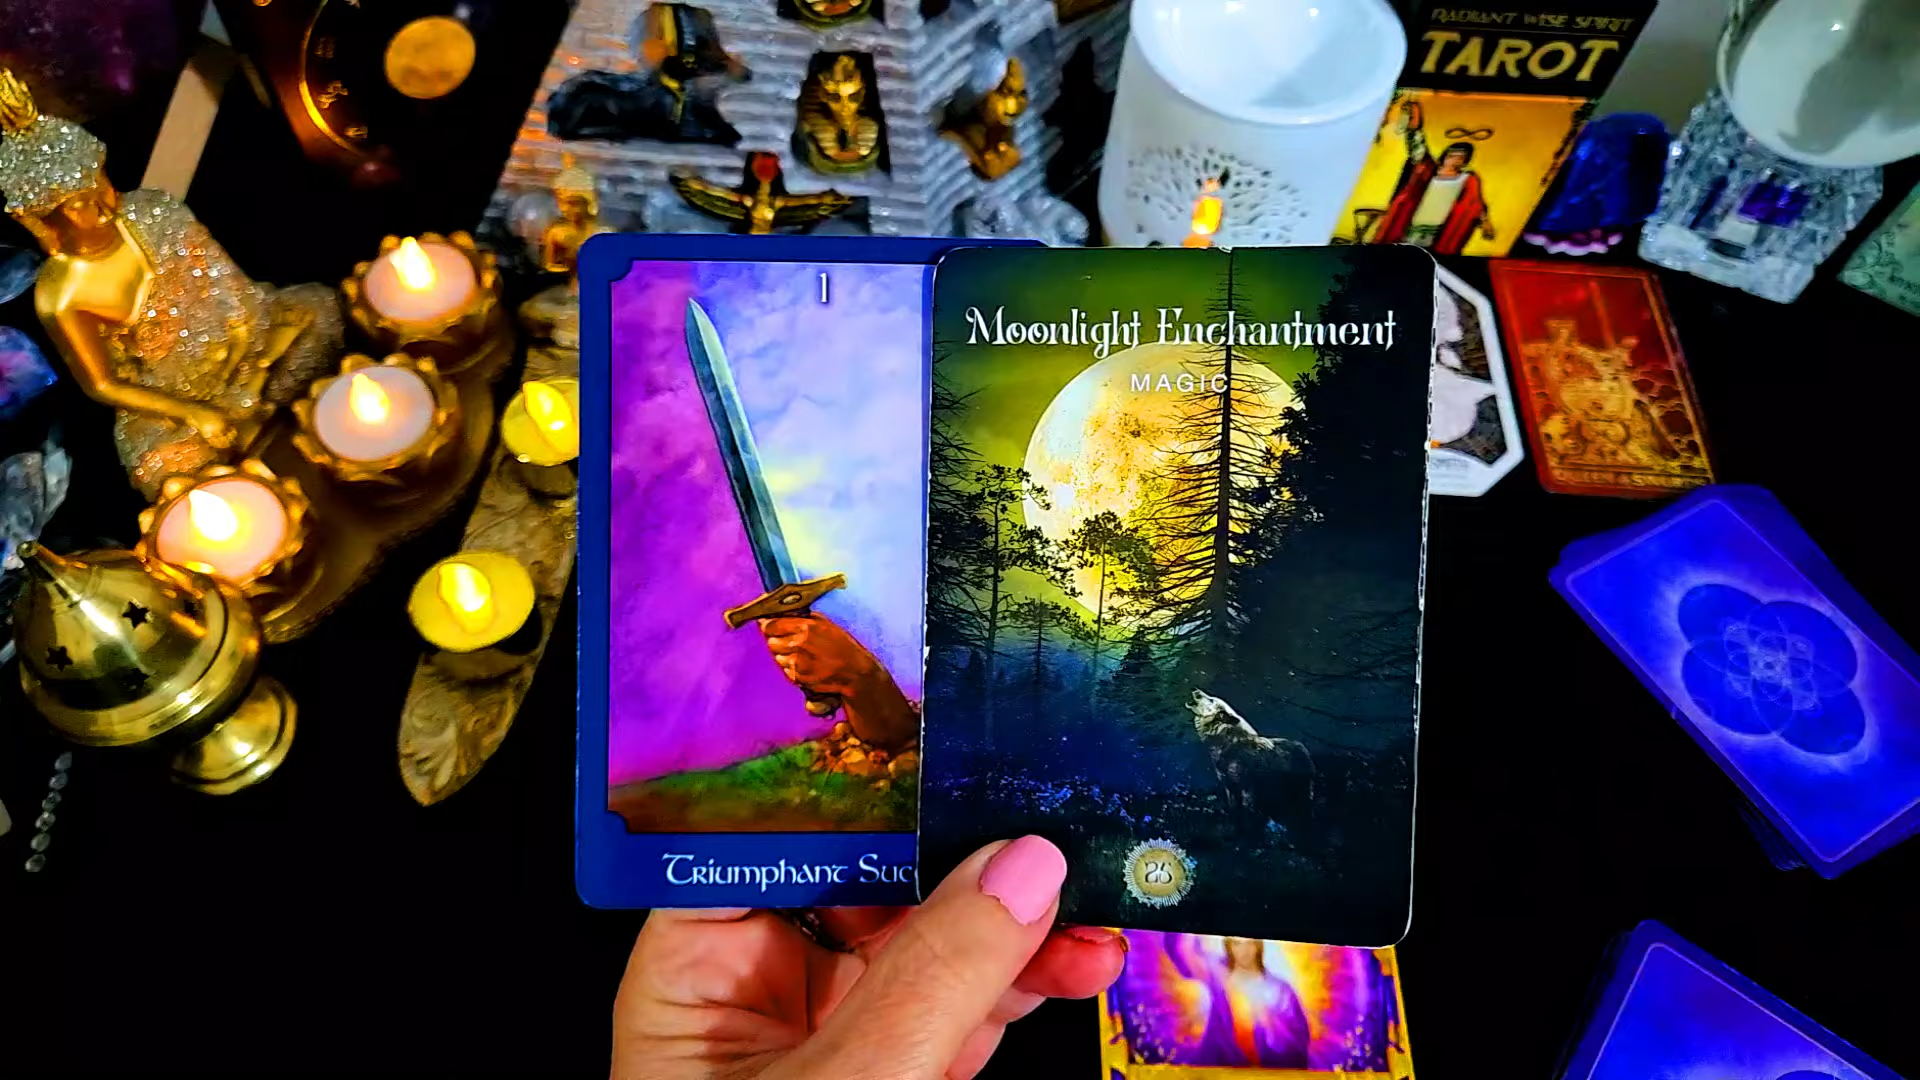 RADIANT WISE SPIRIT
TAROT
1
Triumphant Suc
Moonlight Enchantment
MAGIC
26